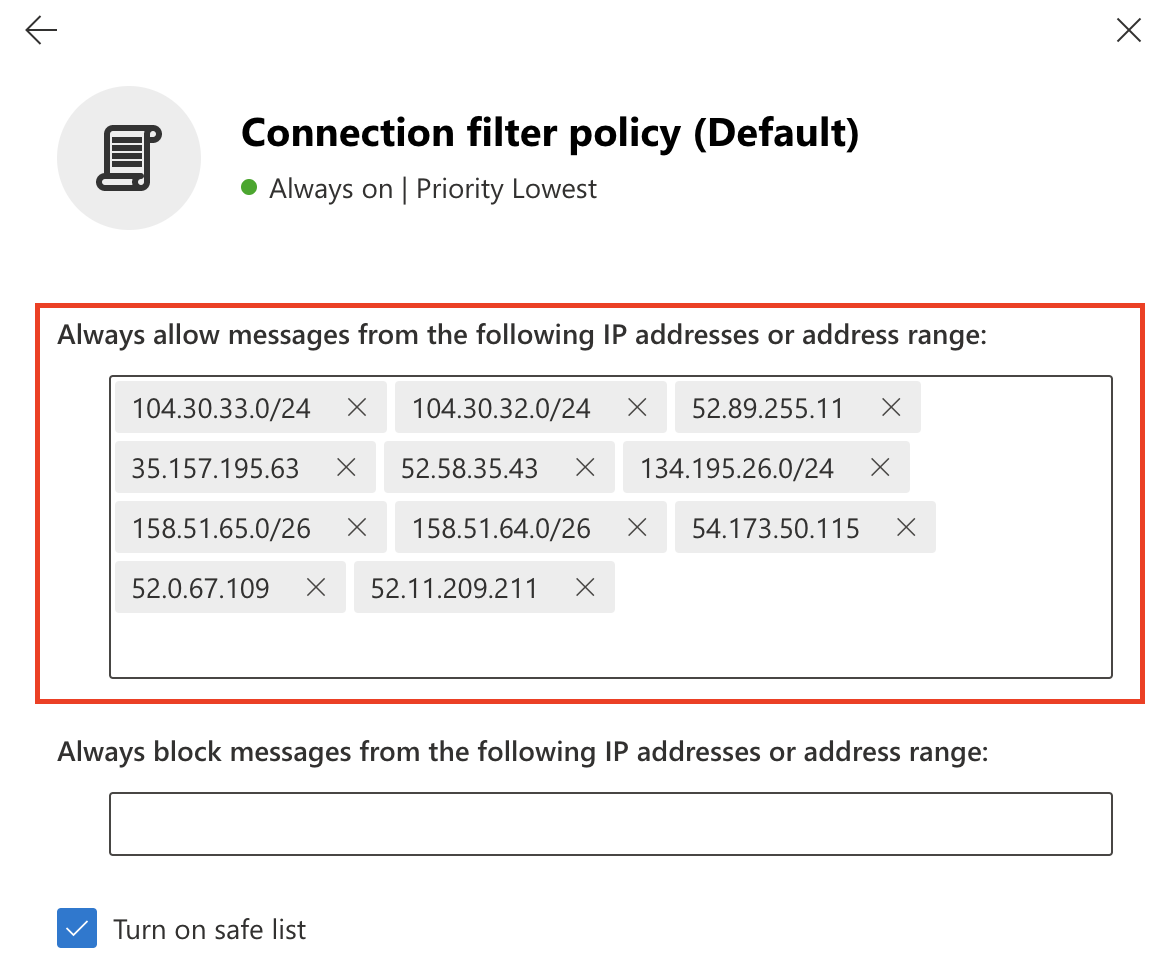 Connection filter policy (Default)
Always on | Priority Lowest
Always allow messages from the following IP addresses or address range:
104.30.33.0/24 104.30.32.0/24 52.89.255.11
35.157.195.63 52.58.35.43 134.195.26.0/24
158.51.65.0/26 158.51.64.0/26 54.173.50.115
52.0.67.109 52.11.209.211
Always block messages from the following IP addresses or address range:
Turn on safe list